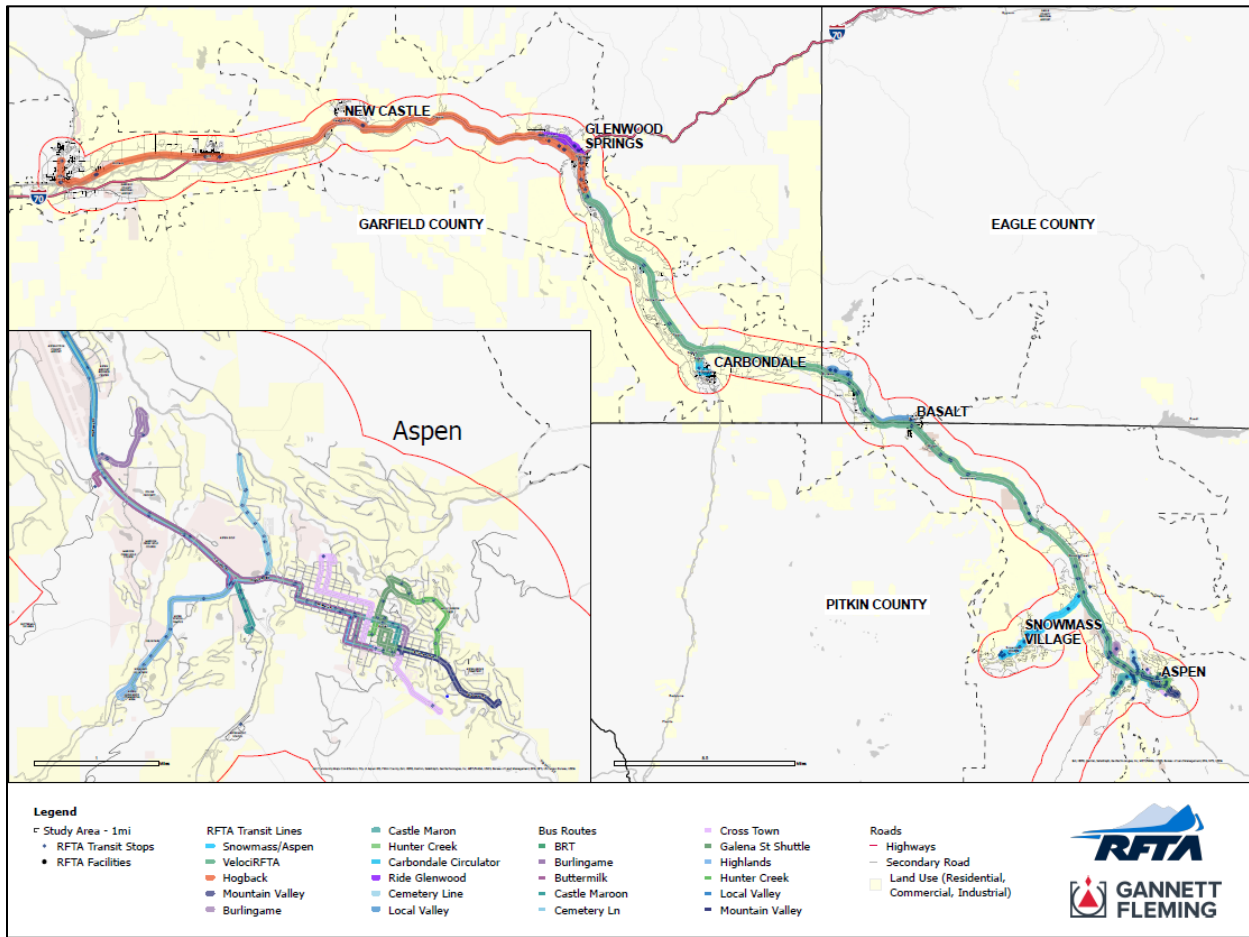 70
NEW CASTLE
GLENWOOD
SPRINGS
70
GARFIELD COUNTY
EAGLE COUNTY
CARBONDALE
BASALT
Aspen
PITKIN COUNTY
SNOWMASS
VILLAGE
ASPEN
Legend
Study Area - 1mi
RFTA Transit Stops
RFTA Facilities
RFTA Transit Lines
Snowmass/Aspen
VelociRFTA
Hogback
Mountain Valley
Burlingame
Castle Maron
Hunter Creek
Carbondale Circulator
Ride Glenwood
Cemetery Line
Local Valley
Bus Routes
BRT
Burlingame
Buttermilk
Castle Maroon
Cemetery Ln
Cross Town
Galena St Shuttle
Highlands
Hunter Creek
Local Valley
Mountain Valley
Roads
Highways
Secondary Road
Land Use (Residential,
Commercial, Industrial)
RFTA
GANNETT
FLEMING